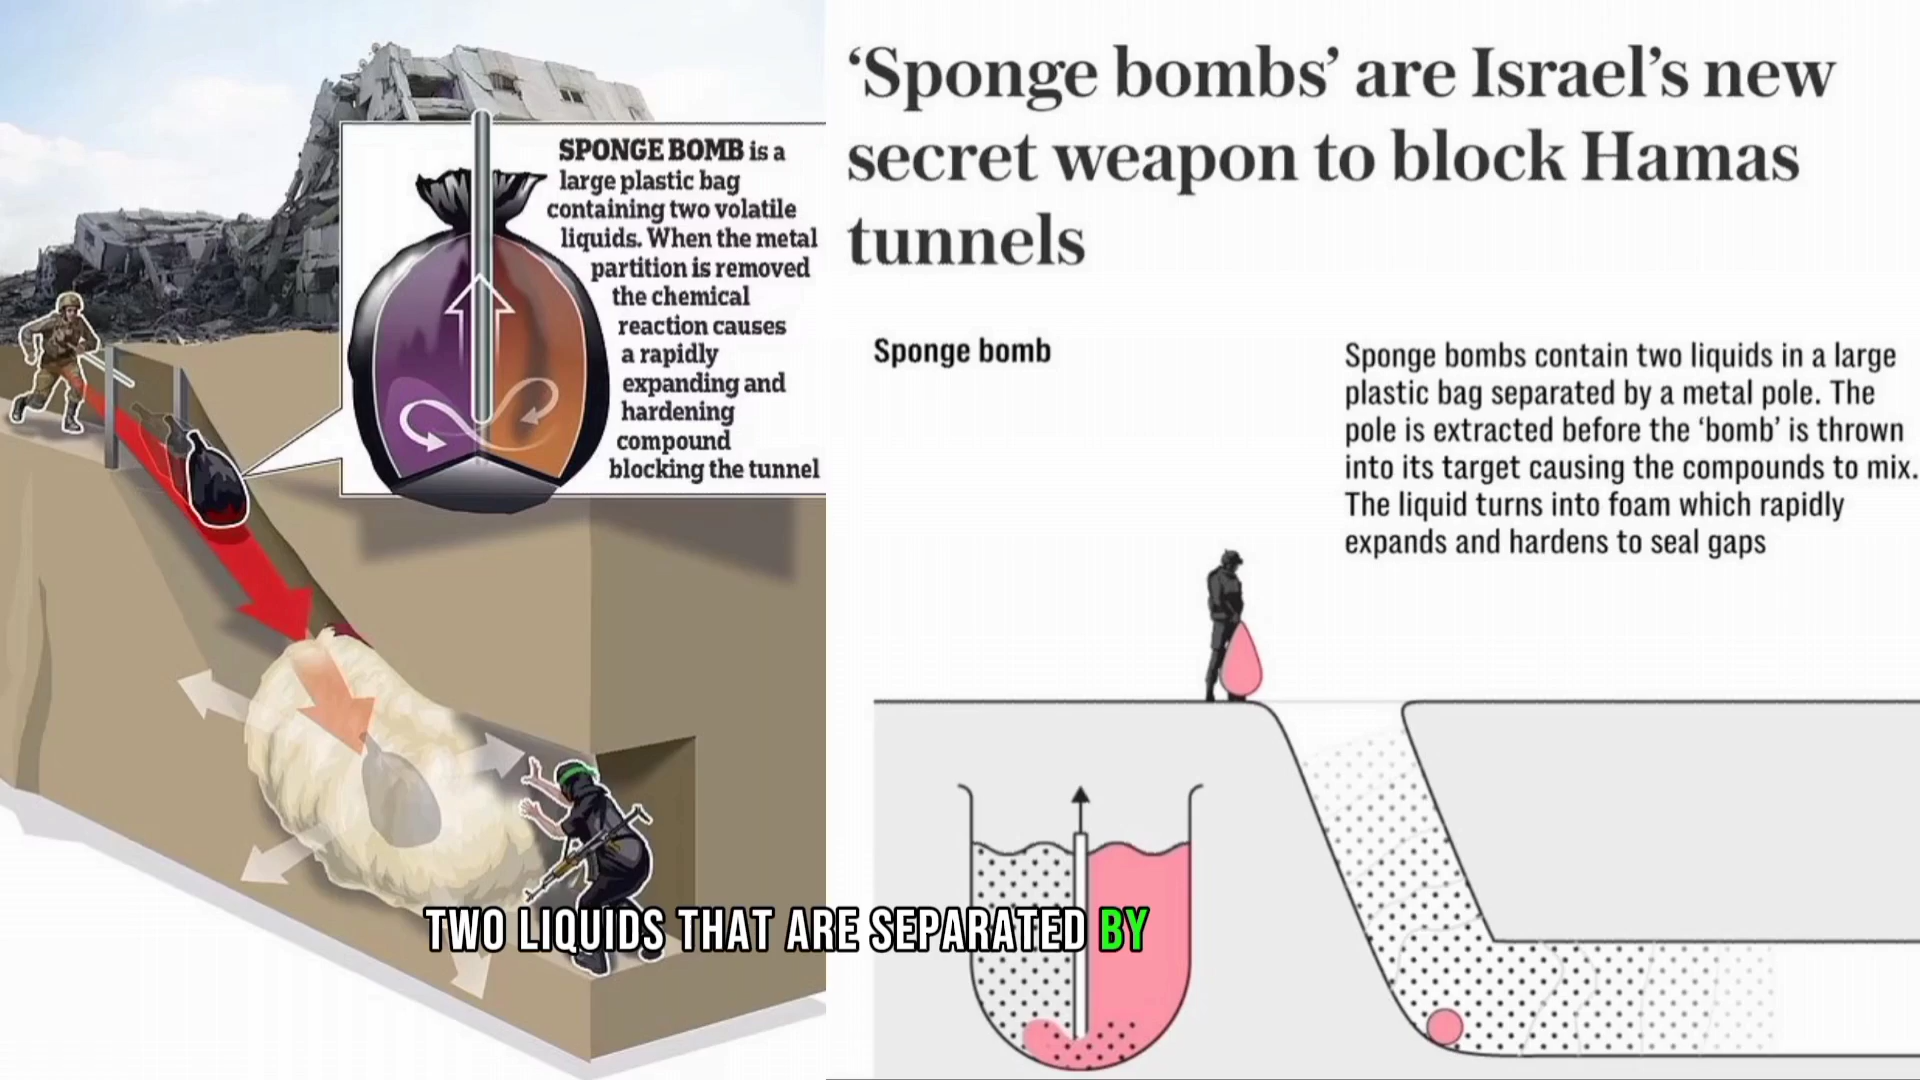 SPONGE BOMB is a
large plastic bag
containing two volatile
liquids. When the metal
partition is removed
the chemical
reaction causes
a rapidly
expanding and
hardening
compound
blocking the tunnel
‘Sponge bombs’ are Israel’s new
secret weapon to block Hamas
tunnels
Sponge bomb
Sponge bombs contain two liquids in a large
plastic bag separated by a metal pole. The
pole is extracted before the ‘bomb’ is thrown
into its target causing the compounds to mix.
The liquid turns into foam which rapidly
expands and hardens to seal gaps
TWO LIQUIDS THAT ARE SEPARATED BY